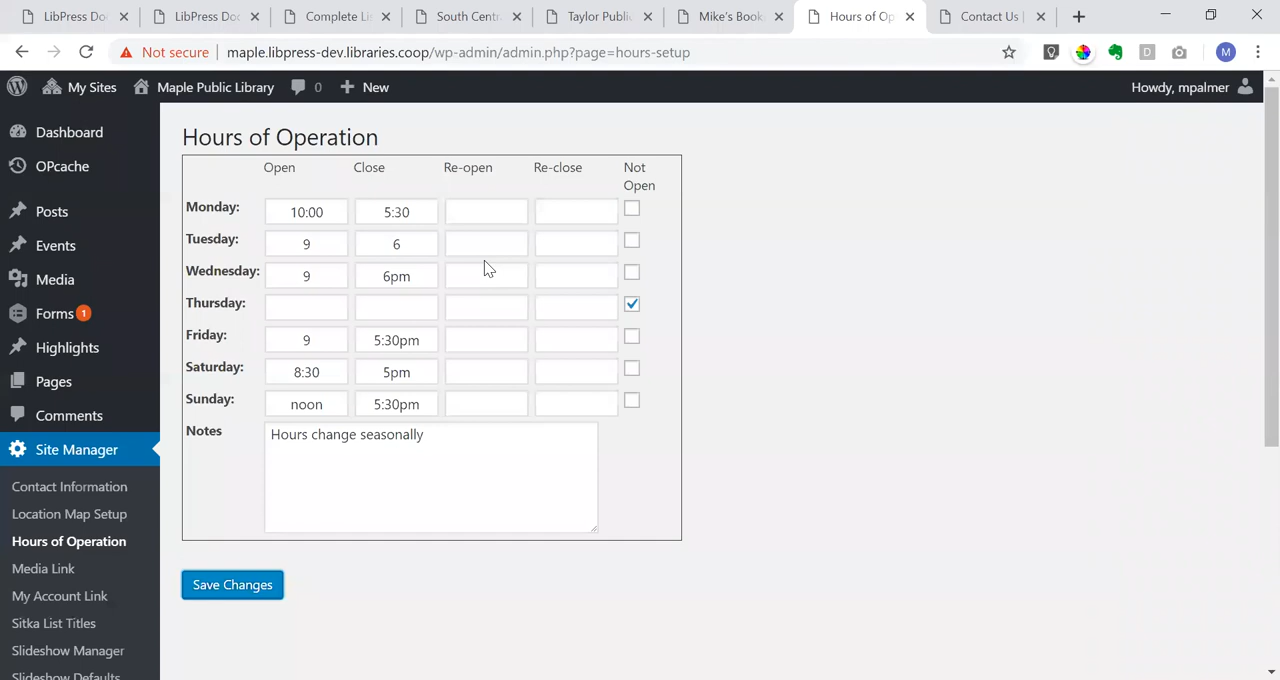 LibPress Do
LibPress Do
Complete Li
South Centr
Taylor Publi
Mike's Book
Hours of Op
Contact Us |
Not secure
maple.libpress-dev.libraries.coop/wp-admin/admin.php?page=hours-setup
D
M
My Sites
Maple Public Library
0
New
Howdy, mpalmer
Dashboard
OPcache
Posts
Events
Media
Forms 1
Highlights
Pages
Comments
Site Manager
Contact Information
Location Map Setup
Hours of Operation
Media Link
My Account Link
Sitka List Titles
Slideshow Manager
Slideshow Defaults
Hours of Operation
Open Close Re-open Re-close Not Open
Monday: 10:00 5:30
Tuesday: 9 6
Wednesday: 9 6pm
Thursday:
Friday: 9 5:30pm
Saturday: 8:30 5pm
Sunday: noon 5:30pm
Notes Hours change seasonally
Save Changes